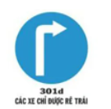 301d
CÁC XE CHỈ ĐƯỢC RẼ TRÁI